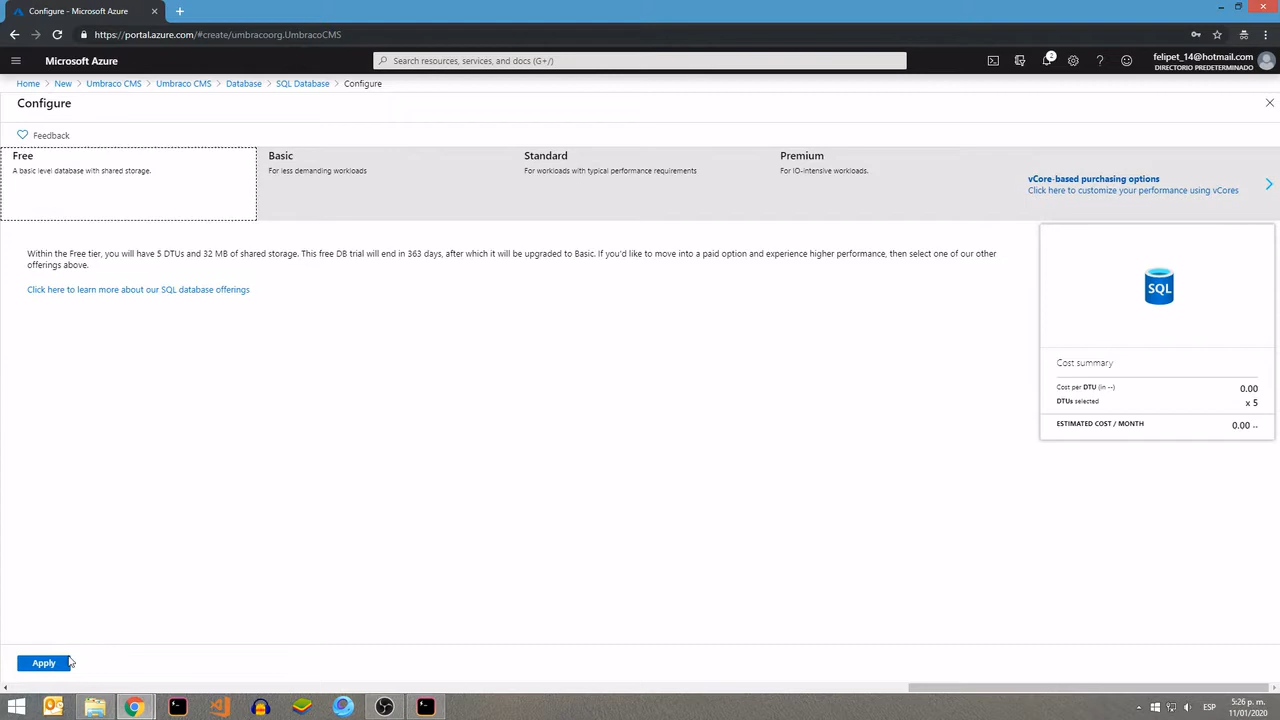 Configure - Microsoft Azure
https://portal.azure.com/#create/umbracoorg.UmbracoCMS
Microsoft Azure
Search resources, services, and docs (G+/)
2
felipet_14@hotmail.com
DIRECTORIO PREDETERMINADO
Home > New > Umbraco CMS > Umbraco CMS > Database > SQL Database > Configure
Configure
Feedback
Free
A basic level database with shared storage.
Basic
For less demanding workloads
Standard
For workloads with typical performance requirements
Premium
For IO-intensive workloads.
vCore-based purchasing options
Click here to customize your performance using vCores
Within the Free tier, you will have 5 DTUs and 32 MB of shared storage. This free DB trial will end in 363 days, after which it will be upgraded to Basic. If you'd like to move into a paid option and experience higher performance, then select one of our other
offerings above.
Click here to learn more about our SQL database offerings
SQL
Cost summary
Cost per DTU (in --) 0.00
DTUs selected x 5
ESTIMATED COST / MONTH 0.00 --
Apply
ESP
5:26 p. m.
11/01/2020